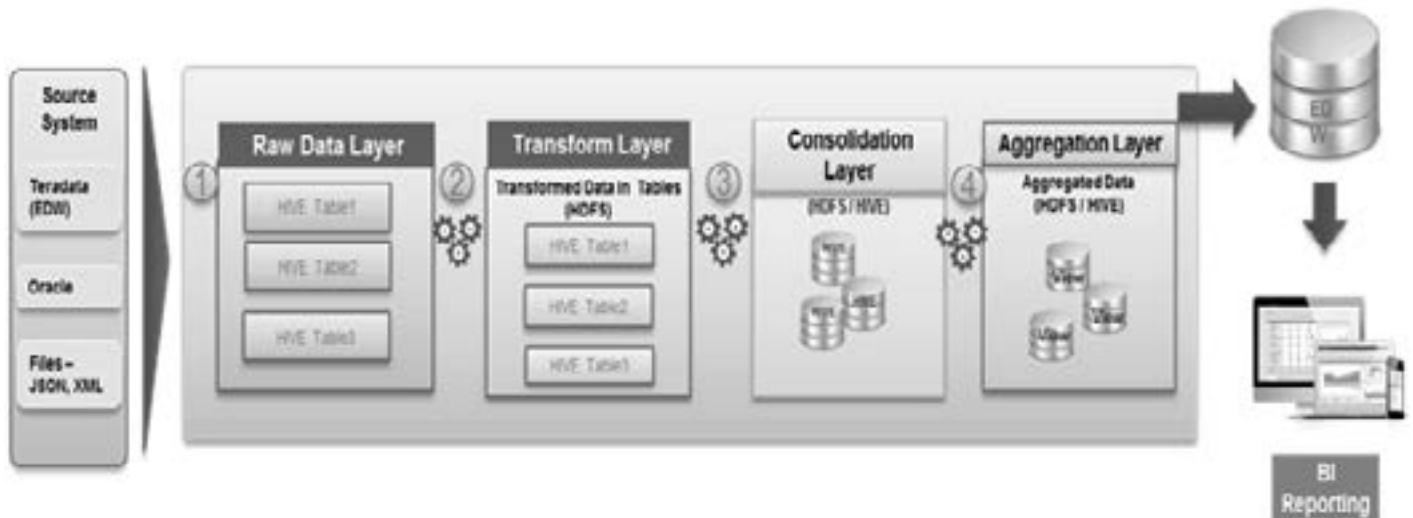 Source
System
Teradata
(EDW)
Oracle
Files –
JSON, XML
1
Raw Data Layer
HIVE Table1
HIVE Table2
HIVE Table3
2
Transform Layer
Transformed Data in Tables
(HDFS)
HIVE Table1
HIVE Table2
3
Consolidation
Layer
(HDFS / HIVE)
HIVE
HIVE
HIVE
4
Aggregation Layer
Aggregated Data
(HDFS / HIVE)
ED
W
BI
Reporting